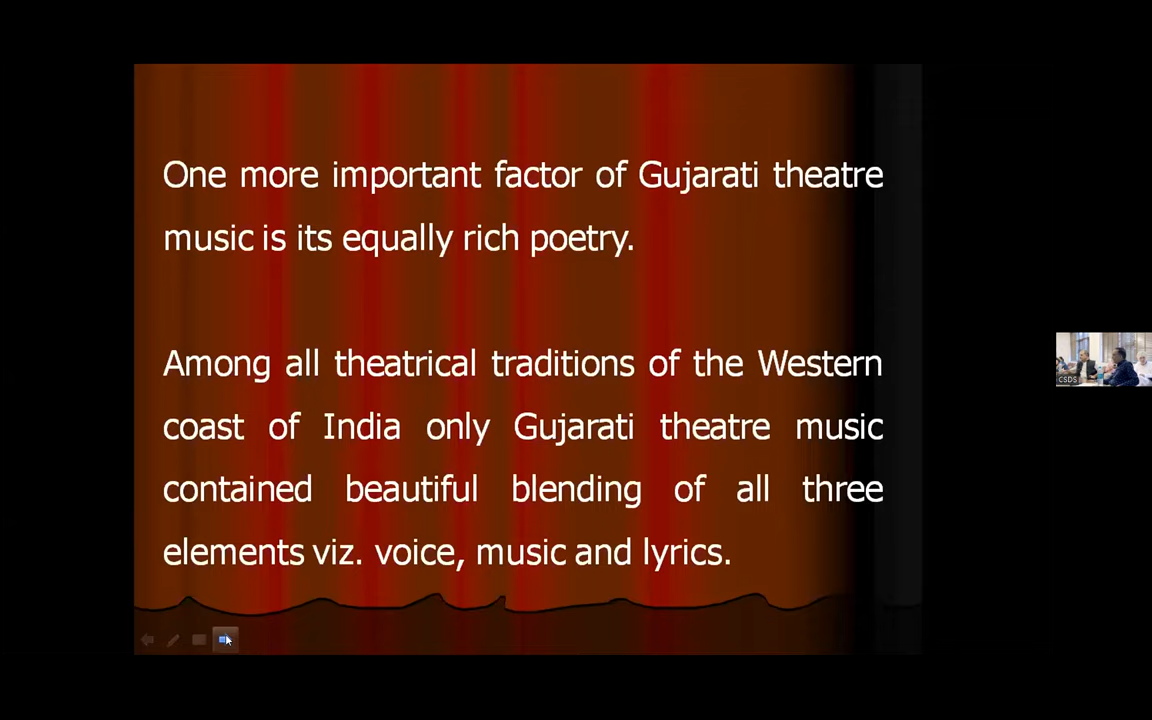 One more important factor of Gujarati theatre
music is its equally rich poetry.
Among all theatrical traditions of the Western
coast of India only Gujarati theatre music
contained beautiful blending of all three
elements viz. voice, music and lyrics.
CSDS